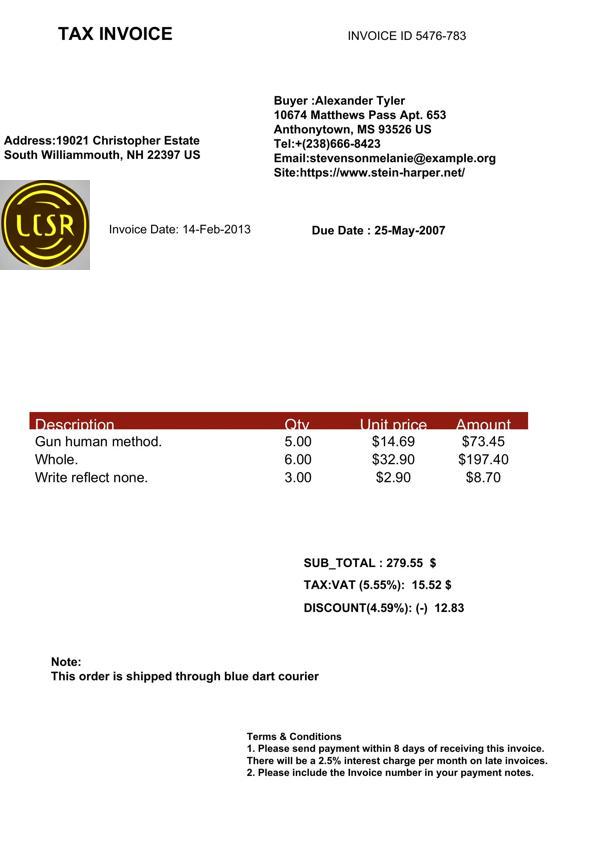 TAX INVOICE
INVOICE ID 5476-783
Buyer :Alexander Tyler
10674 Matthews Pass Apt. 653
Anthonytown, MS 93526 US
Tel:+(238)666-8423
Email:stevensonmelanie@example.org
Site:https://www.stein-harper.net/
Address:19021 Christopher Estate
South Williammouth, NH 22397 US
LCSR
Invoice Date: 14-Feb-2013
Due Date : 25-May-2007
Description Qty Unit price Amount
Gun human method. 5.00 $14.69 $73.45
Whole. 6.00 $32.90 $197.40
Write reflect none. 3.00 $2.90 $8.70
SUB_TOTAL : 279.55 $
TAX:VAT (5.55%): 15.52 $
DISCOUNT(4.59%): (-) 12.83
Note:
This order is shipped through blue dart courier
Terms & Conditions
1. Please send payment within 8 days of receiving this invoice.
There will be a 2.5% interest charge per month on late invoices.
2. Please include the Invoice number in your payment notes.